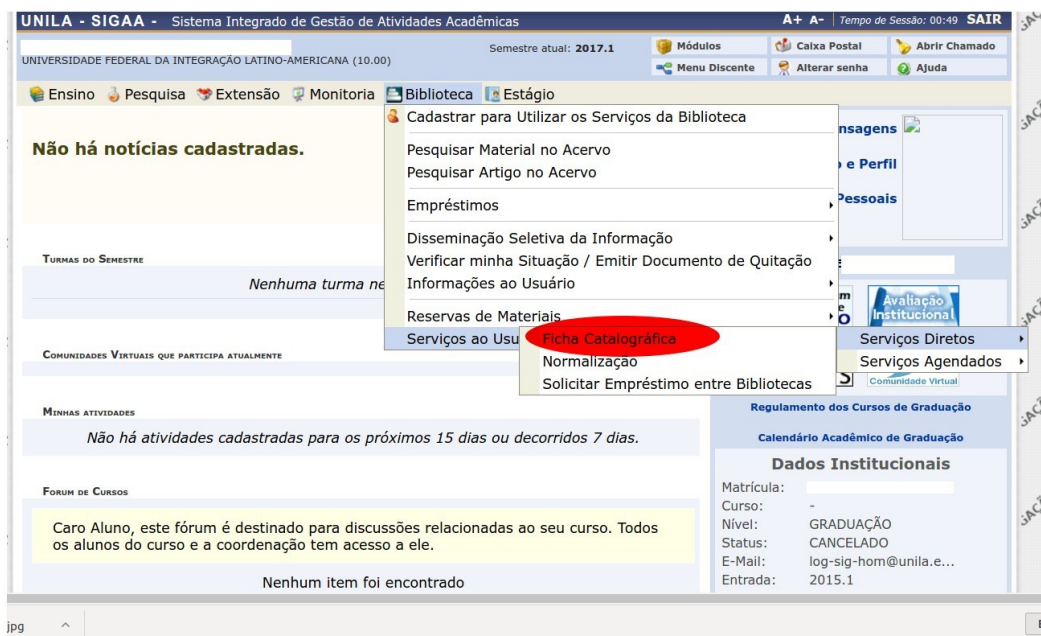 UNILA - SIGAA - Sistema Integrado de Gestão de Atividades Acadêmicas
A+ A- Tempo de Sessão: 00:49 SAIR
Semestre atual: 2017.1
Módulos
Caixa Postal
Abrir Chamado
UNIVERSIDADE FEDERAL DA INTEGRAÇÃO LATINO-AMERICANA (10.00)
Menu Discente
Alterar senha
Ajuda
Ensino Pesquisa Extensão Monitoria Biblioteca Estágio
Não há notícias cadastradas.
Cadastrar para Utilizar os Serviços da Biblioteca
Pesquisar Material no Acervo
Pesquisar Artigo no Acervo
Empréstimos
Disseminação Seletiva da Informação
Verificar minha Situação / Emitir Documento de Quitação
Informações ao Usuário
Reservas de Materiais
Serviços ao Usu
Ficha Catalográfica
Normalização
Solicitar Empréstimo entre Bibliotecas
Serviços Diretos
Serviços Agendados
nsagens
e Perfil
Pessoais
Avaliação
Institucional
Comunidade Virtual
Turmas do Semestre
Nenhuma turma ne
Comunidades Virtuais que participa atualmente
Minhas atividades
Não há atividades cadastradas para os próximos 15 dias ou decorridos 7 dias.
Forum de Cursos
Caro Aluno, este fórum é destinado para discussões relacionadas ao seu curso. Todos
os alunos do curso e a coordenação tem acesso a ele.
Nenhum item foi encontrado
Regulamento dos Cursos de Graduação
Calendário Acadêmico de Graduação
Dados Institucionais
Matrícula:
Curso: -
Nível: GRADUAÇÃO
Status: CANCELADO
E-Mail: log-sig-hom@unila.e...
Entrada: 2015.1
jpg